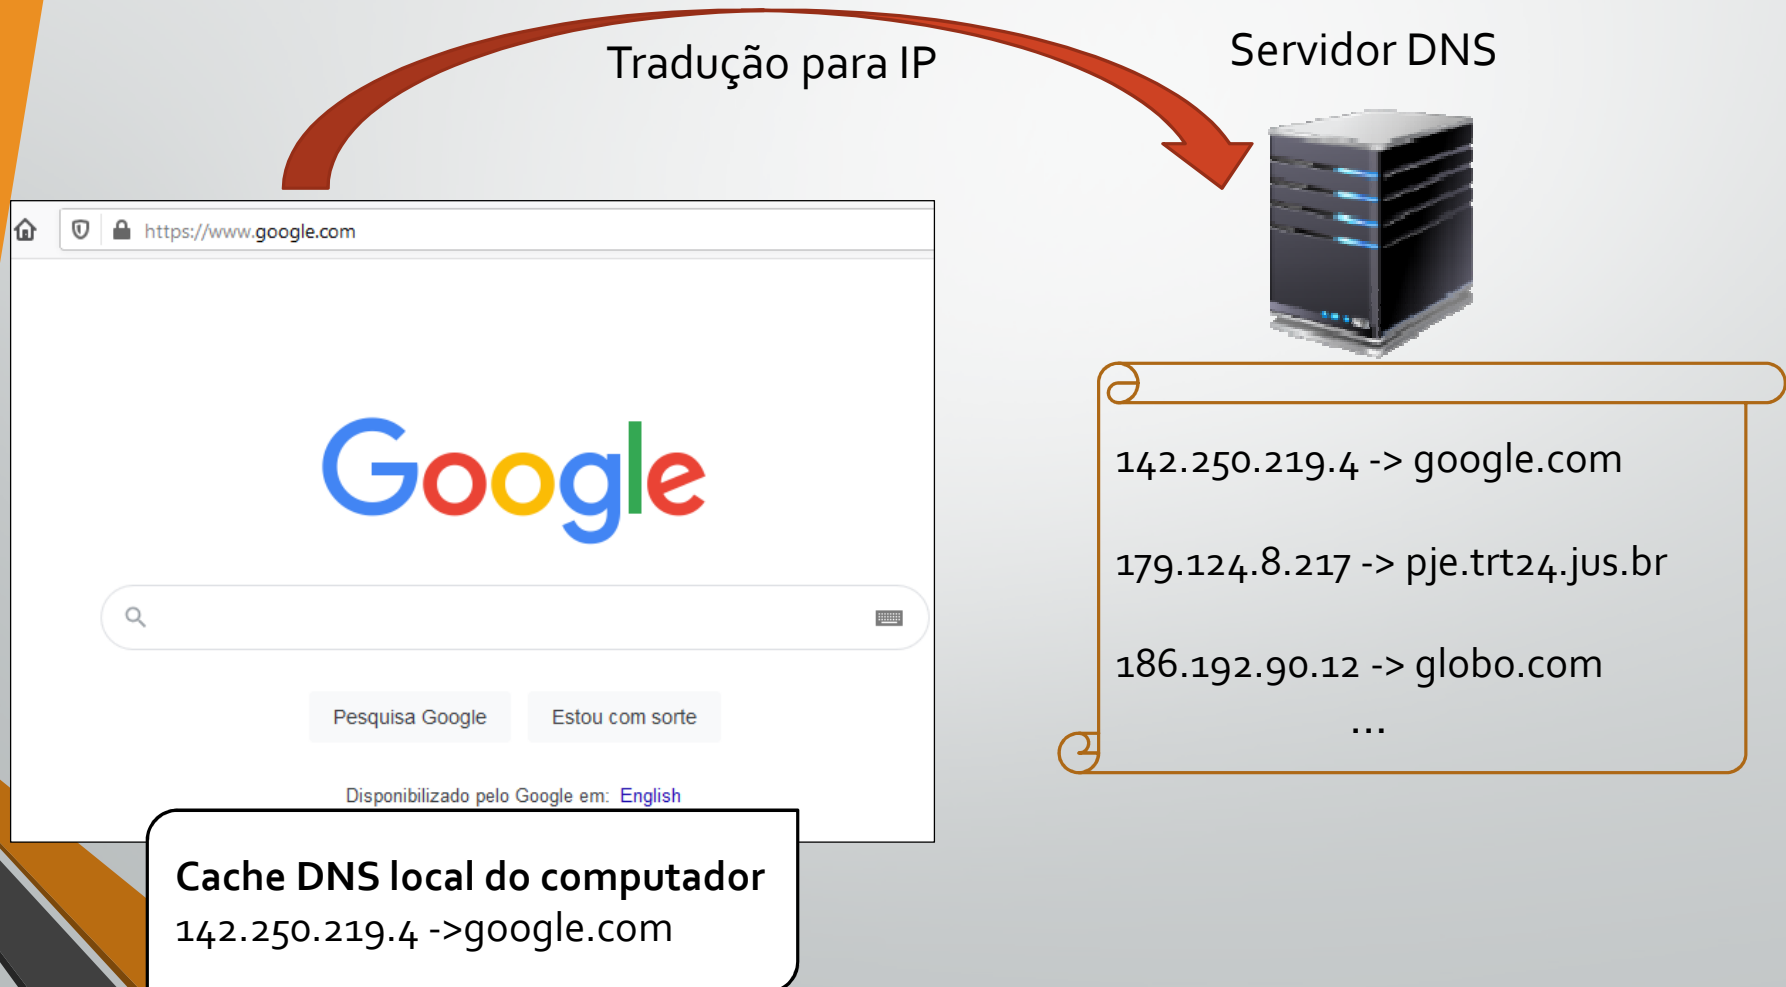 Tradução para IP
Servidor DNS
https://www.google.com
Google
Pesquisa Google
Estou com sorte
Disponibilizado pelo Google em: English
Cache DNS local do computador
142.250.219.4 ->google.com
142.250.219.4 -> google.com
179.124.8.217 -> pje.trt24.jus.br
186.192.90.12 -> globo.com
...